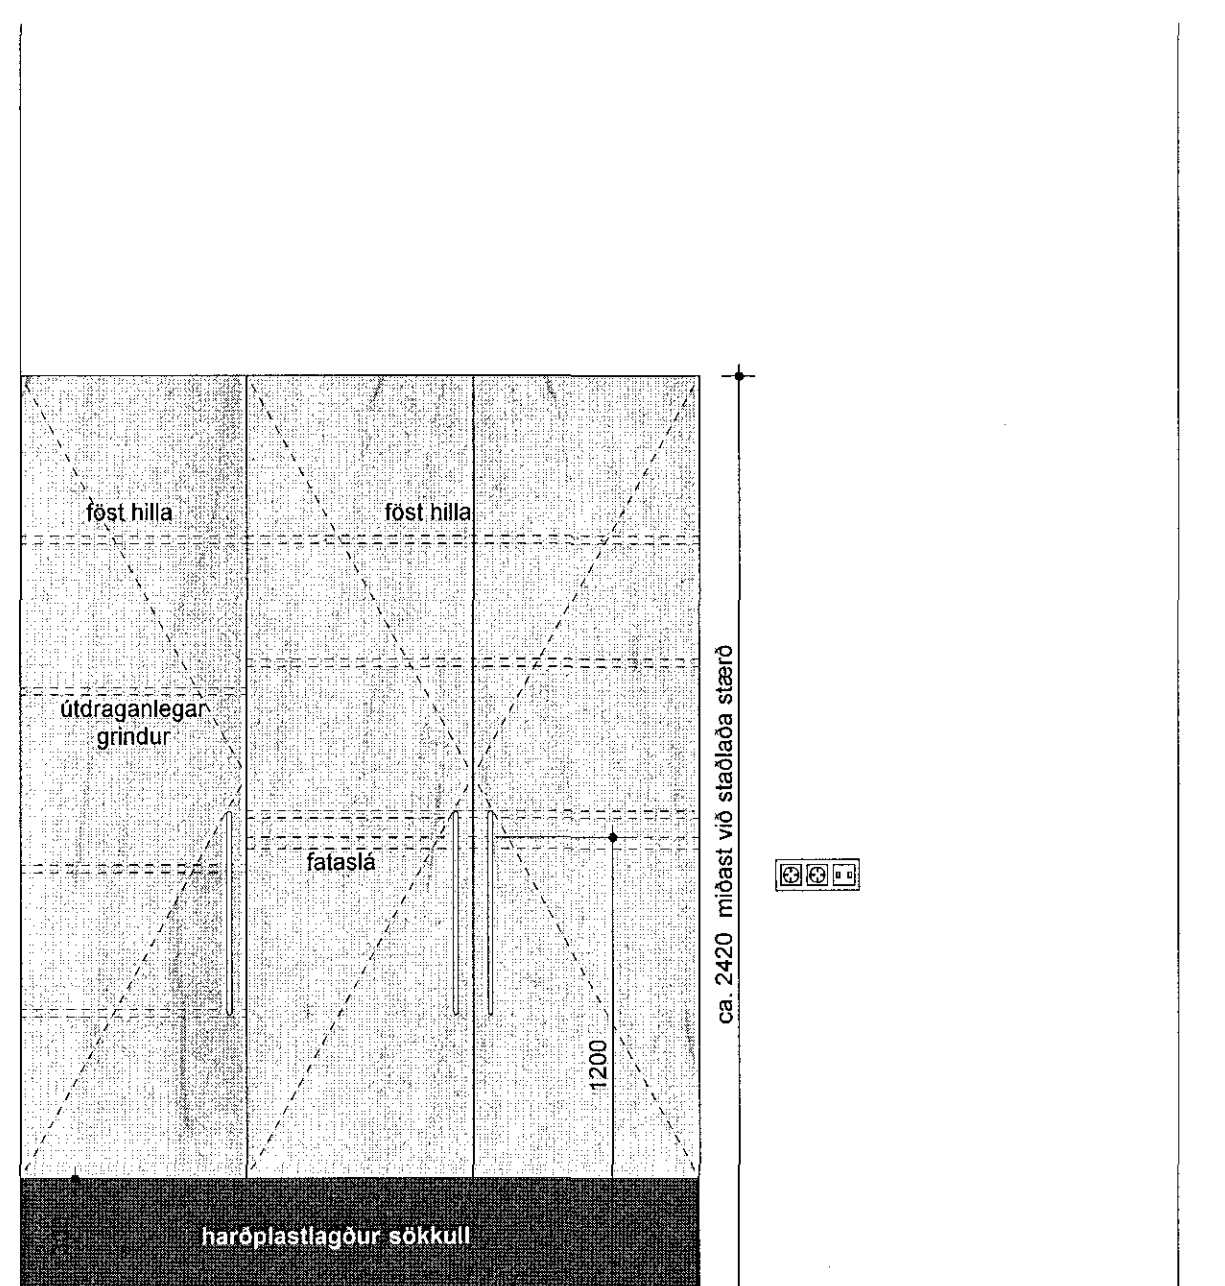 föst hilla
föst hilla
útdraganlegar
grindur
fataslá
ca. 2420 miðast við staðlaða stærð
1200
harðplastlagður sökkull